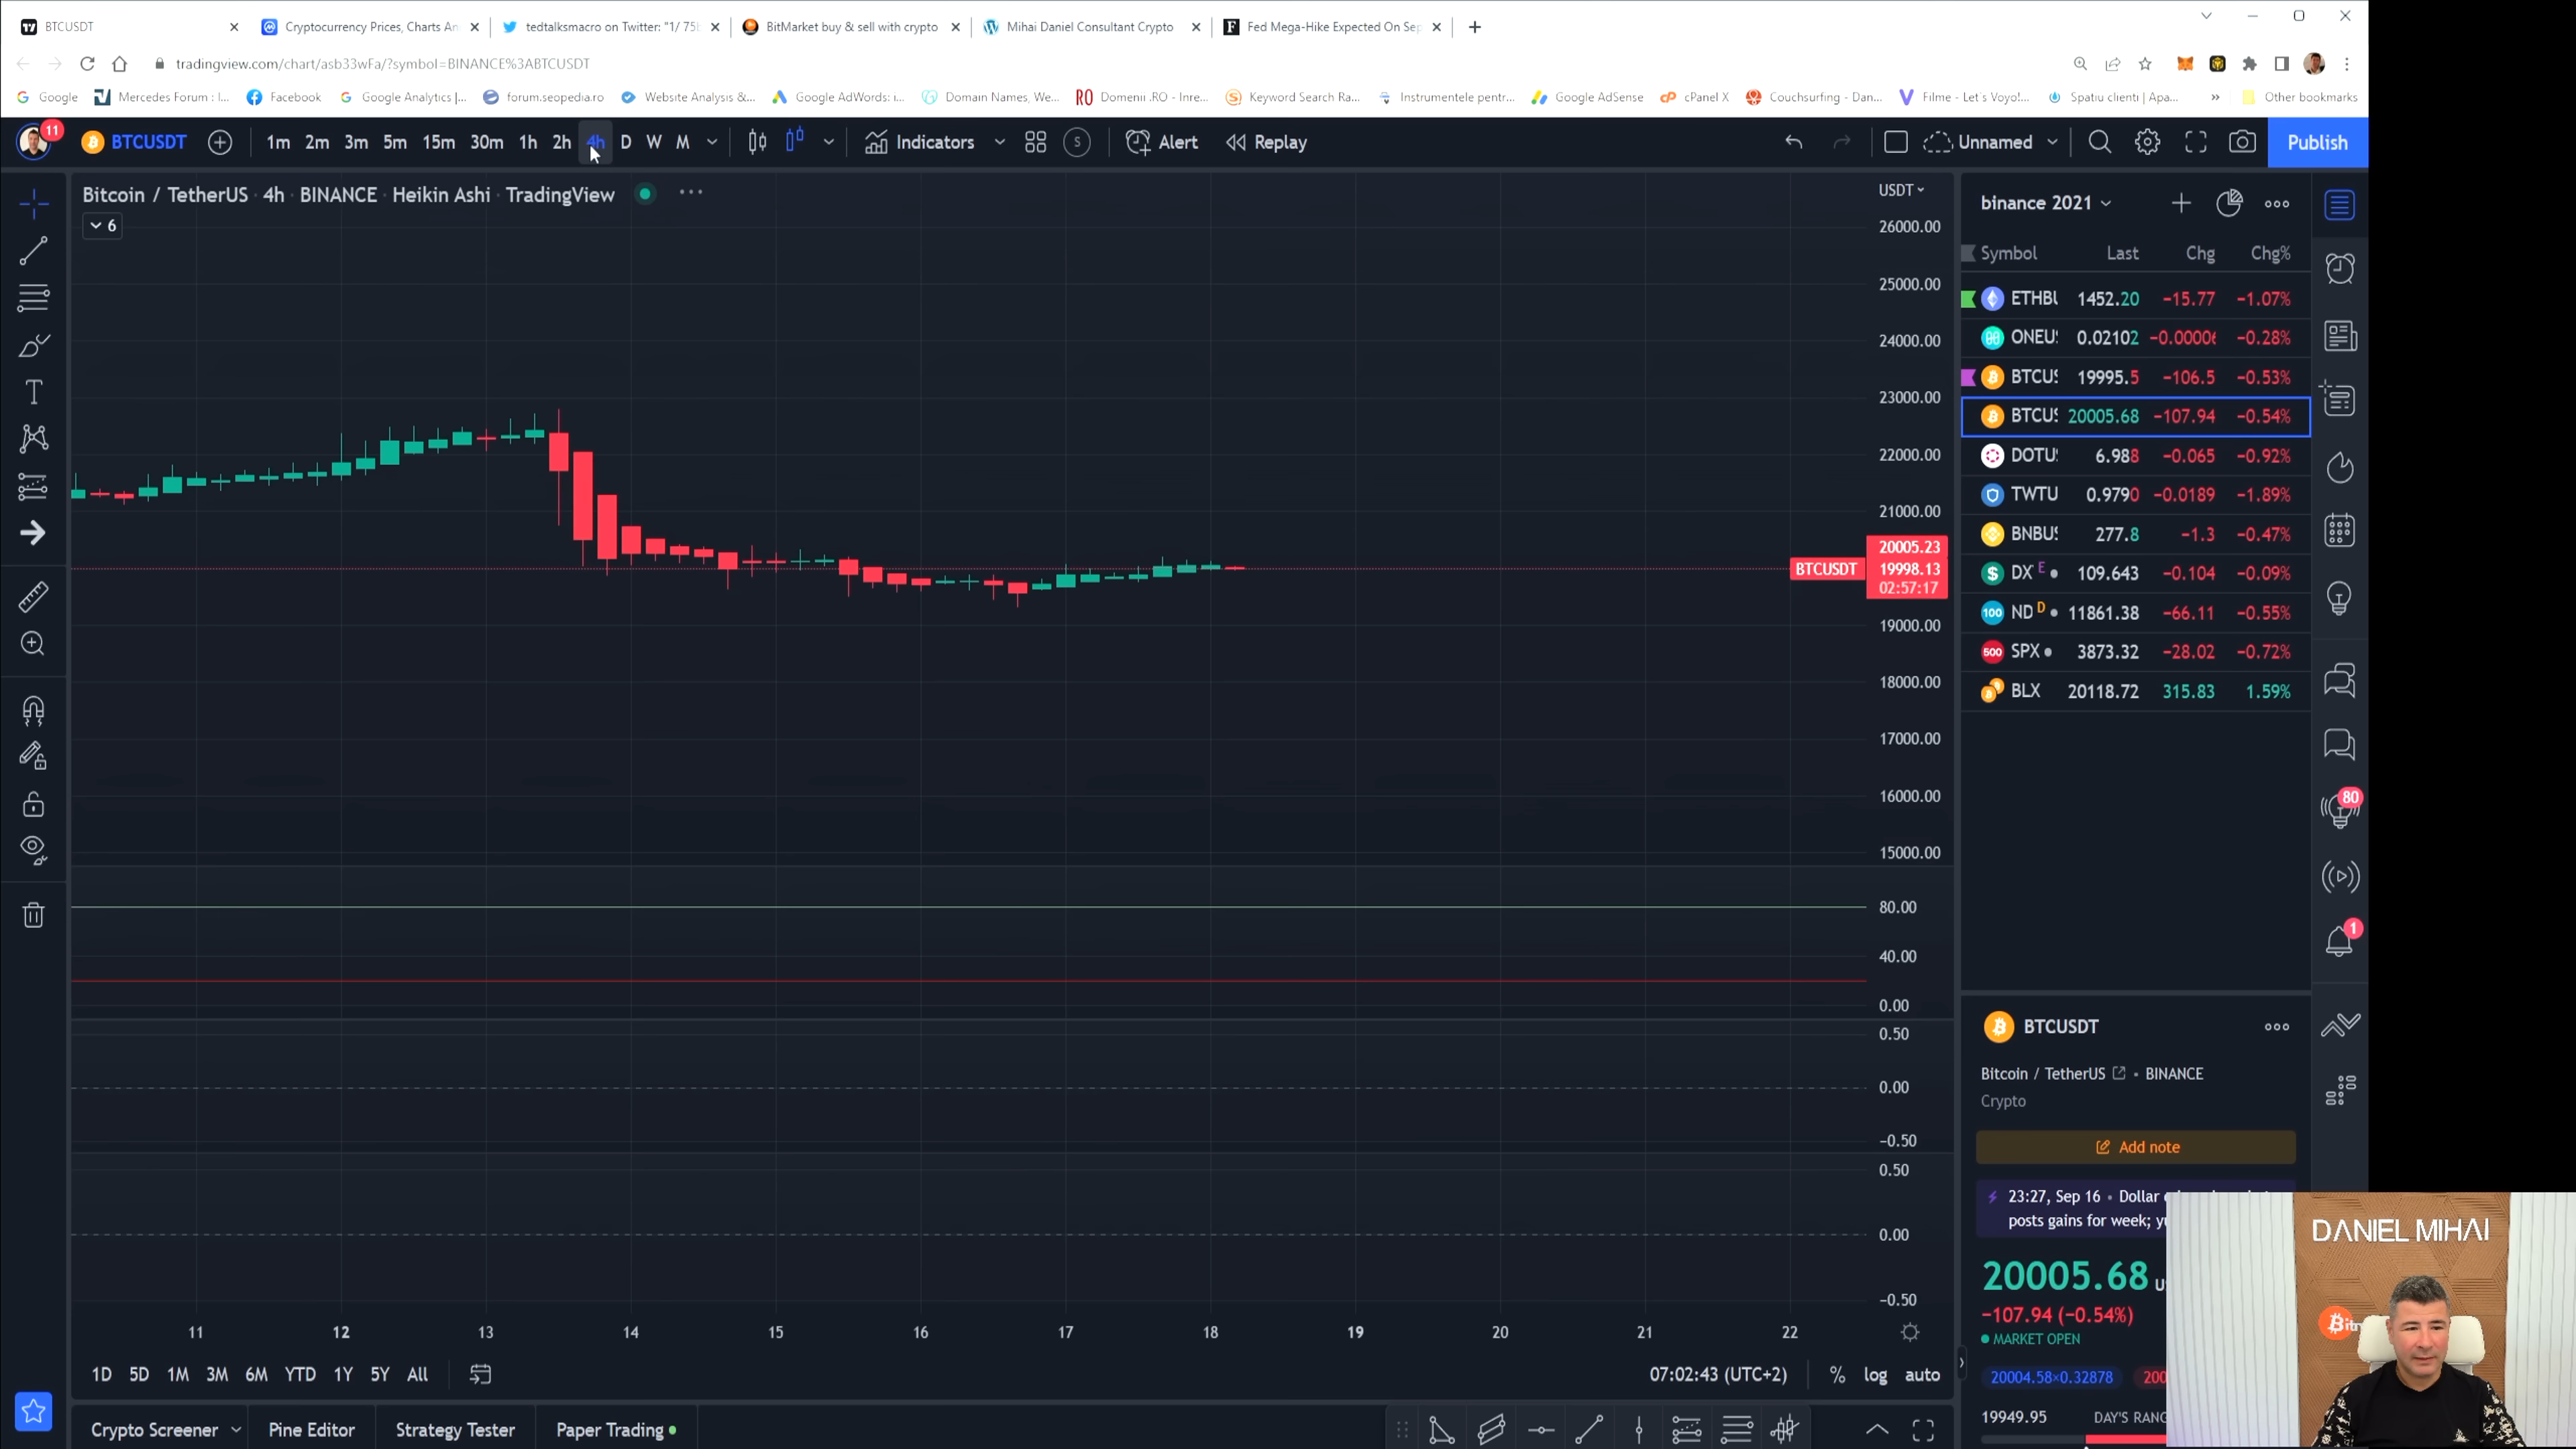 BTCUSDT
Cryptocurrency Prices, Charts An
tedtalksmacro on Twitter: "1/ 75
BitMarket buy & sell with crypto
Mihai Daniel Consultant Crypto
Fed Mega-Hike Expected On Sep
tradingview.com/chart/asb33wFa/?symbol=BINANCE%3ABTCUSDT
Google
Mercedes Forum : I...
Facebook
Google Analytics |...
forum.seopedia.ro
Website Analysis &...
Google AdWords: ı...
Domain Names, We...
Domenii .RO - Inre...
Keyword Search Ra...
Instrumentele pentr...
Google AdSense
cPanel X
Couchsurfing - Dan...
Filme - Let's Voyo!...
Spatiu clienti | Apa...
»
Other bookmarks
11
BTCUSDT
1m 2m 3m 5m 15m 30m 1h 2h 4h D W M
Indicators
S
Alert
Replay
Unnamed
Publish
Bitcoin / TetherUS · 4h · BINANCE · Heikin Ashi · TradingView
6
USDT
26000.00
25000.00
24000.00
23000.00
22000.00
21000.00
20005.23
BTCUSDT 19998.13
02:57:17
19000.00
18000.00
17000.00
16000.00
15000.00
80.00
40.00
0.00
0.50
0.00
-0.50
0.50
0.00
-0.50
11 12 13 14 15 16 17 18 19 20 21 22
1D 5D 1M 3M 6M YTD 1Y 5Y All
07:02:43 (UTC+2)
% log auto
Crypto Screener
Pine Editor
Strategy Tester
Paper Trading
binance 2021
Symbol Last Chg Chg%
ETHBU 1452.20 −15.77 −1.07%
ONEU 0.02102 −0.00006 −0.28%
BTCUS 19995.5 −106.5 −0.53%
BTCUS 20005.68 −107.94 −0.54%
DOTU 6.988 −0.065 −0.92%
TWTU 0.9790 −0.0189 −1.89%
BNBUS 277.8 −1.3 −0.47%
DX E 109.643 −0.104 −0.09%
100 ND D 11861.38 −66.11 −0.55%
500 SPX 3873.32 −28.02 −0.72%
BLX 20118.72 315.83 1.59%
80
1
BTCUSDT
Bitcoin / TetherUS • BINANCE
Crypto
Add note
23:27, Sep 16 • Dollar
posts gains for week; y
20005.68
−107.94 (−0.54%)
MARKET OPEN
20004.58×0.32878 200
19949.95 DAY'S RANG
DANIEL MIHAI